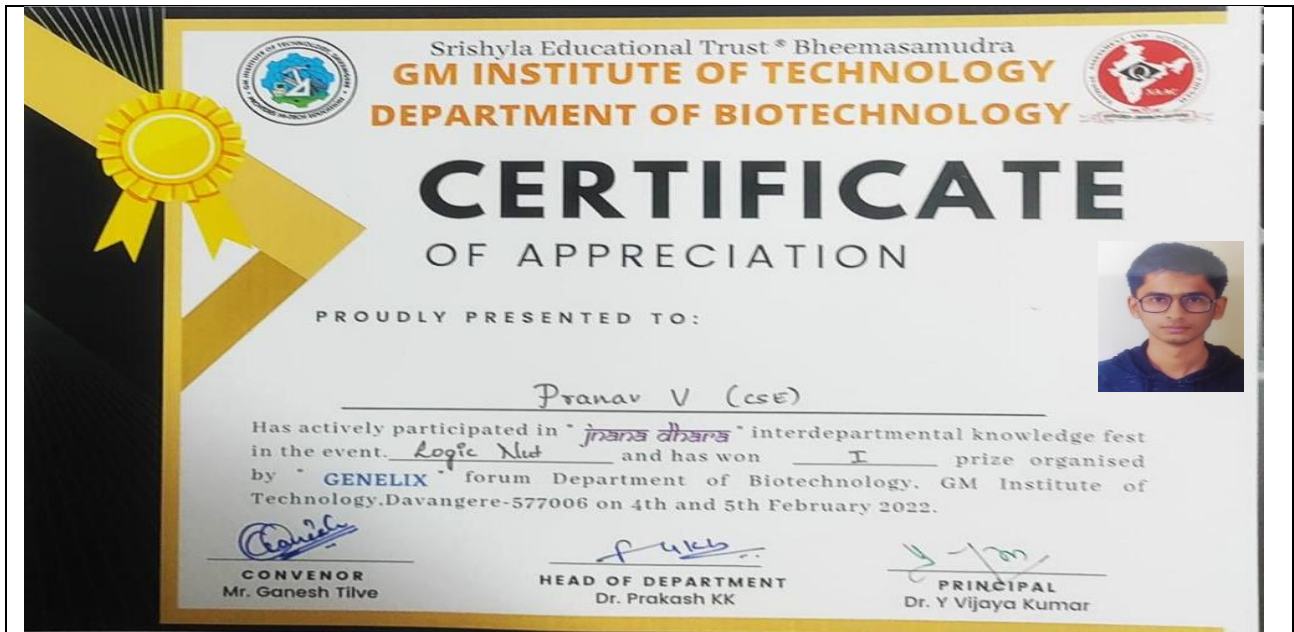 Srishyla Educational Trust ® Bheemasamudra
GM INSTITUTE OF TECHNOLOGY
DEPARTMENT OF BIOTECHNOLOGY
NAAC
CERTIFICATE
OF APPRECIATION
PROUDLY PRESENTED TO:
Pranav V (CSE)
Has actively participated in " jnana dhara " interdepartmental knowledge fest
in the event. Logic Nut and has won I prize organised
by " GENELIX " forum Department of Biotechnology, GM Institute of
Technology,Davangere-577006 on 4th and 5th February 2022.
CONVENOR
Mr. Ganesh Tilve
HEAD OF DEPARTMENT
Dr. Prakash KK
PRINCIPAL
Dr. Y Vijaya Kumar